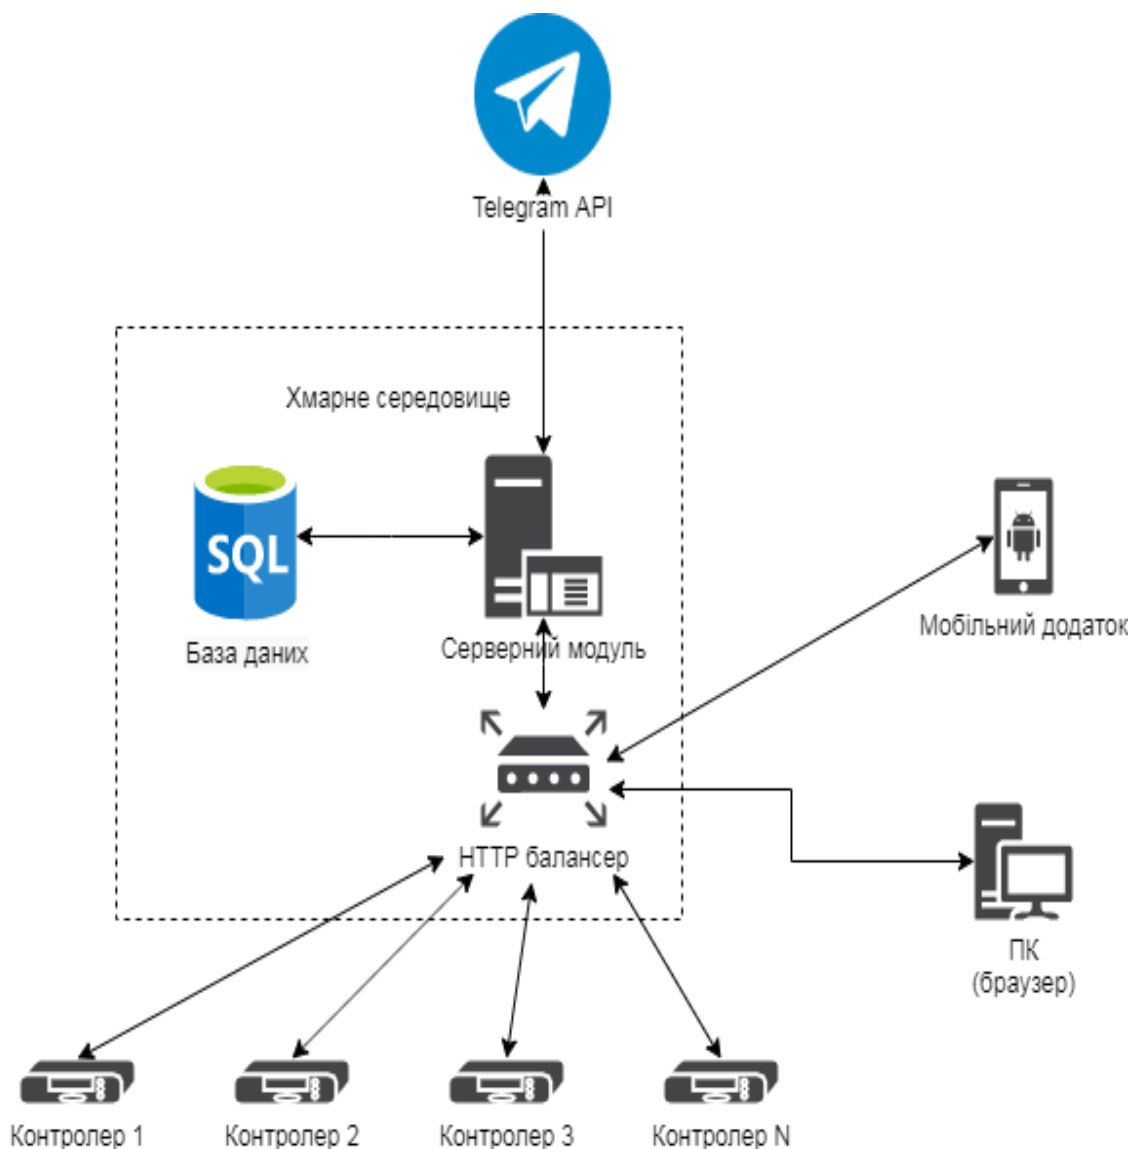 Telegram API
Хмарне середовище
SQL
База даних
Серверний модуль
Мобільний додаток
HTTP балансер
ПК
(браузер)
Контролер 1
Контролер 2
Контролер 3
Контролер N